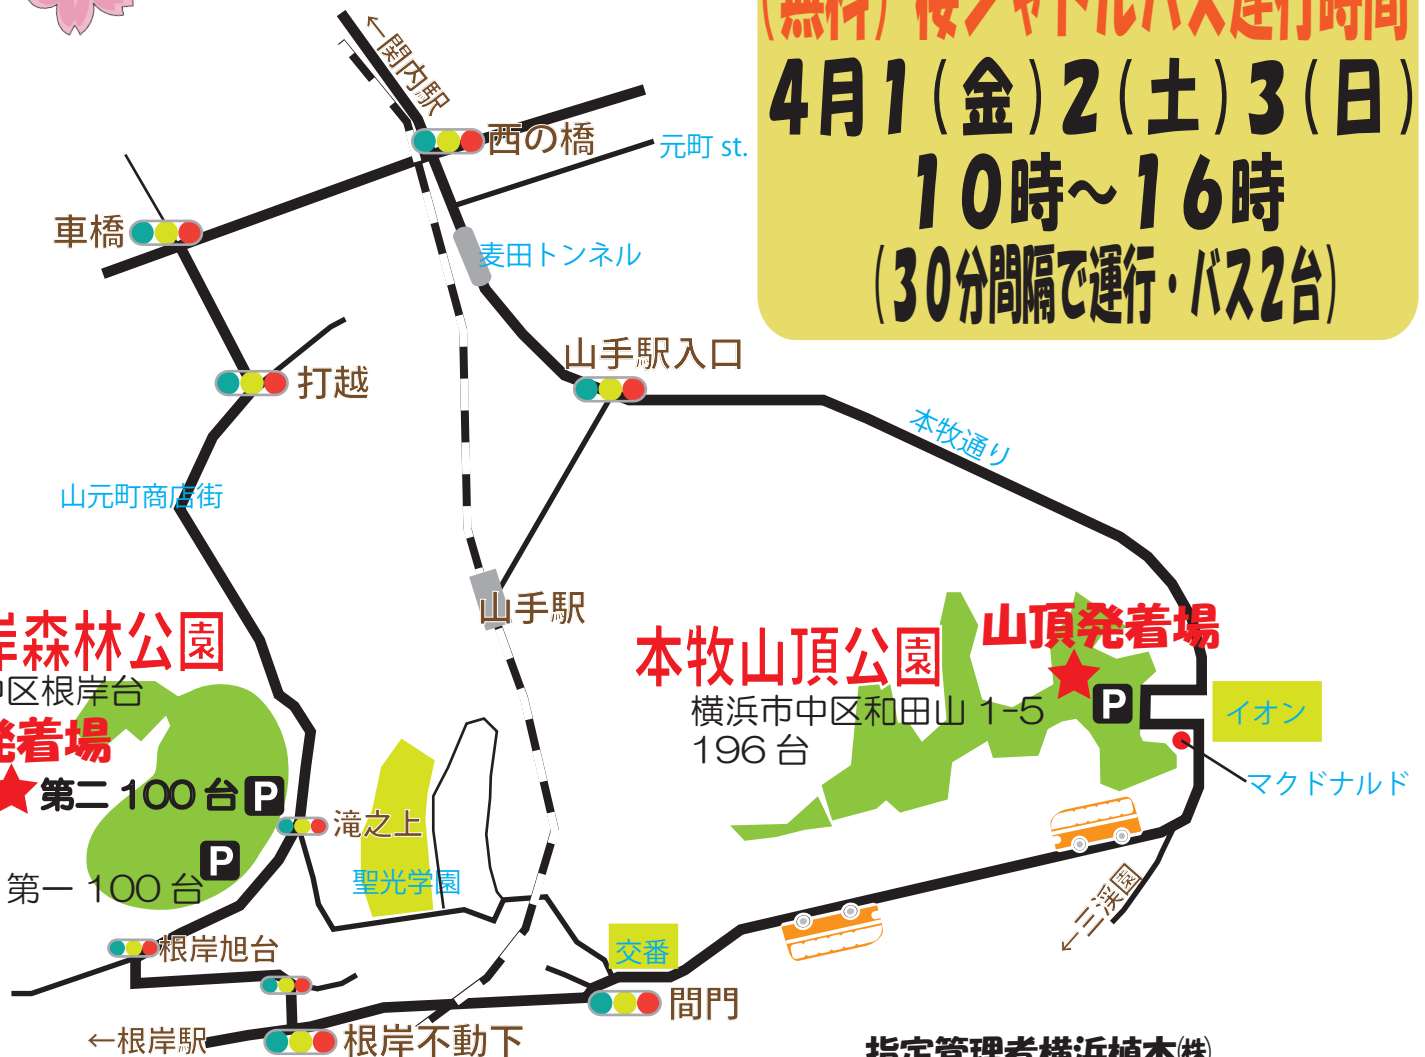 (無料)桜シャトルバス運行時間
4月1(金)2(土)3(日)
10時～16時
(30分間隔で運行・バス2台)
←関内駅
西の橋
元町 st.
車橋
麦田トンネル
山手駅入口
打越
本牧通り
山元町商店街
山手駅
岸森林公園
中区根岸台
発着場
第二 100 台 P
P
第一 100 台
本牧山頂公園
横浜市中区和田山 1-5
196 台
山頂発着場
P
イオン
マクドナルド
滝之上
聖光学園
←三溪園
交番
根岸旭台
間門
←根岸駅
根岸不動下
指定管理者横浜植木㈱